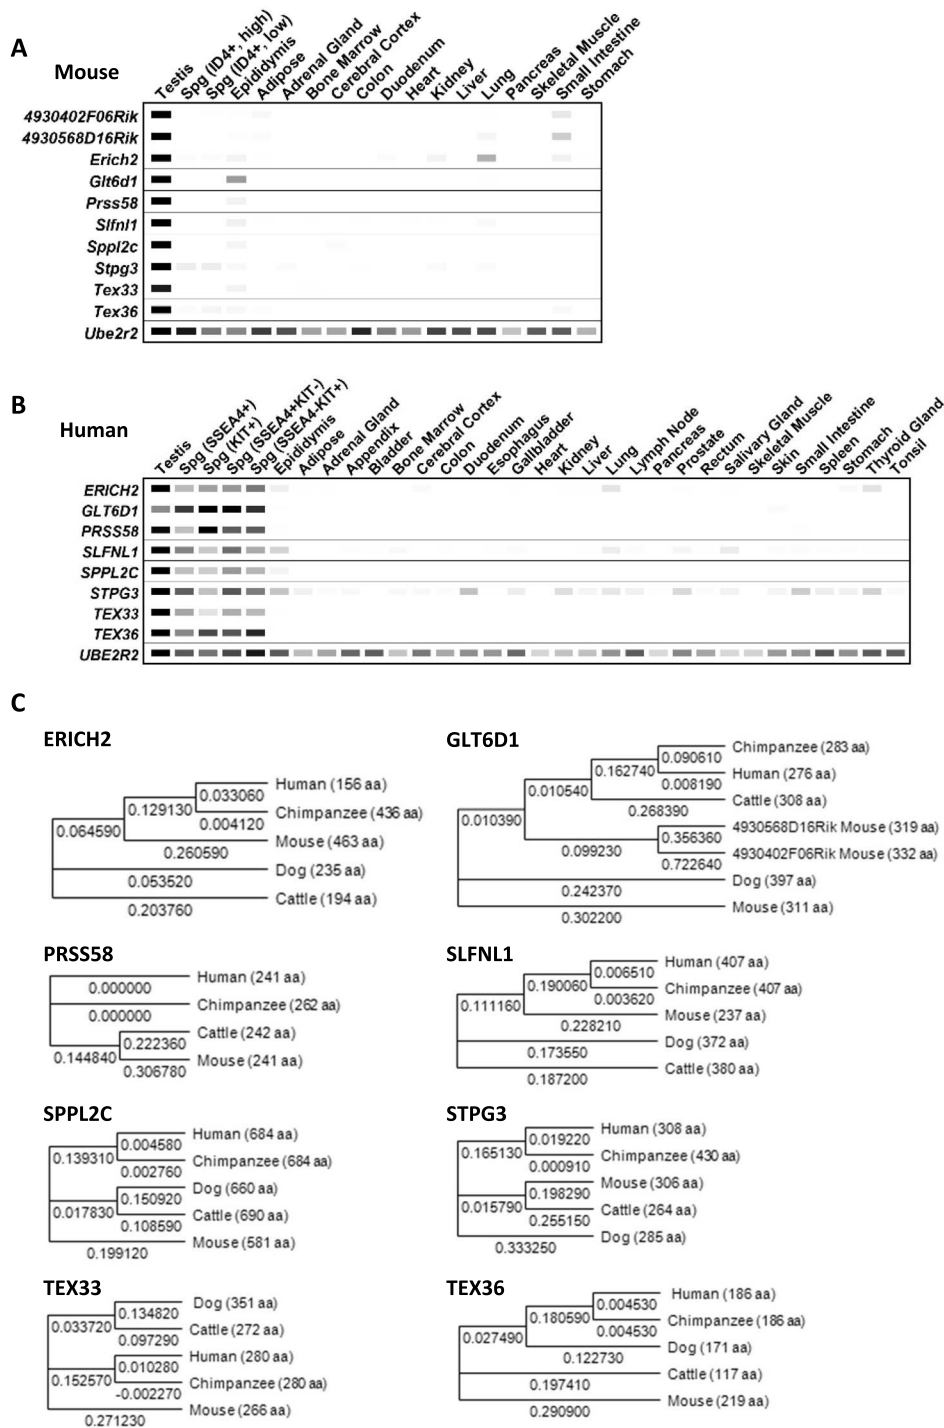 A
Mouse
Testis
Spg (ID4+, high)
Spg (ID4+, low)
Epididymis
Adipose
Adrenal Gland
Bone Marrow
Cerebral Cortex
Colon
Duodenum
Heart
Kidney
Liver
Lung
Pancreas
Skeletal Muscle
Small Intestine
Stomach
4930402F06Rik
4930568D16Rik
Erich2
Glt6d1
Prss58
Slfnl1
Sppl2c
Stpg3
Tex33
Tex36
Ube2r2
B
Human
Testis
Spg (SSEA4+)
Spg (KIT+)
Spg (SSEA4+KIT-)
Spg (SSEA4-KIT+)
Epididymis
Adipose
Adrenal Gland
Appendix
Bladder
Bone Marrow
Cerebral Cortex
Colon
Duodenum
Esophagus
Gallbladder
Heart
Kidney
Liver
Lung
Lymph Node
Pancreas
Prostate
Rectum
Salivary Gland
Skeletal Muscle
Skin
Small Intestine
Spleen
Stomach
Thyroid Gland
Tonsil
ERICH2
GLT6D1
PRSS58
SLFNL1
SPPL2C
STPG3
TEX33
TEX36
UBE2R2
C
ERICH2
Human (156 aa)
0.033060
0.129130
Chimpanzee (436 aa)
0.004120
0.064590
Mouse (463 aa)
0.260590
Dog (235 aa)
0.053520
Cattle (194 aa)
0.203760
GLT6D1
Chimpanzee (283 aa)
0.090610
0.162740
Human (276 aa)
0.008190
0.010540
Cattle (308 aa)
0.268390
0.010390
4930568D16Rik Mouse (319 aa)
0.356360
0.099230
4930402F06Rik Mouse (332 aa)
0.722640
Dog (397 aa)
0.242370
Mouse (311 aa)
0.302200
PRSS58
Human (241 aa)
0.000000
Chimpanzee (262 aa)
0.000000
Cattle (242 aa)
0.222360
0.144840
Mouse (241 aa)
0.306780
SLFNL1
Human (407 aa)
0.006510
0.190060
Chimpanzee (407 aa)
0.003620
0.111160
Mouse (237 aa)
0.228210
Dog (372 aa)
0.173550
Cattle (380 aa)
0.187200
SPPL2C
Human (684 aa)
0.004580
0.139310
Chimpanzee (684 aa)
0.002760
Dog (660 aa)
0.150920
0.017830
Cattle (690 aa)
0.108590
Mouse (581 aa)
0.199120
STPG3
Human (308 aa)
0.019220
0.165130
Chimpanzee (430 aa)
0.000910
Mouse (306 aa)
0.198290
0.015790
Cattle (264 aa)
0.255150
Dog (285 aa)
0.333250
TEX33
Dog (351 aa)
0.134820
0.033720
Cattle (272 aa)
0.097290
Human (280 aa)
0.010280
0.152570
Chimpanzee (280 aa)
-0.002270
Mouse (266 aa)
0.271230
TEX36
Human (186 aa)
0.004530
0.180590
Chimpanzee (186 aa)
0.004530
0.027490
Dog (171 aa)
0.122730
Cattle (117 aa)
0.197410
Mouse (219 aa)
0.290900